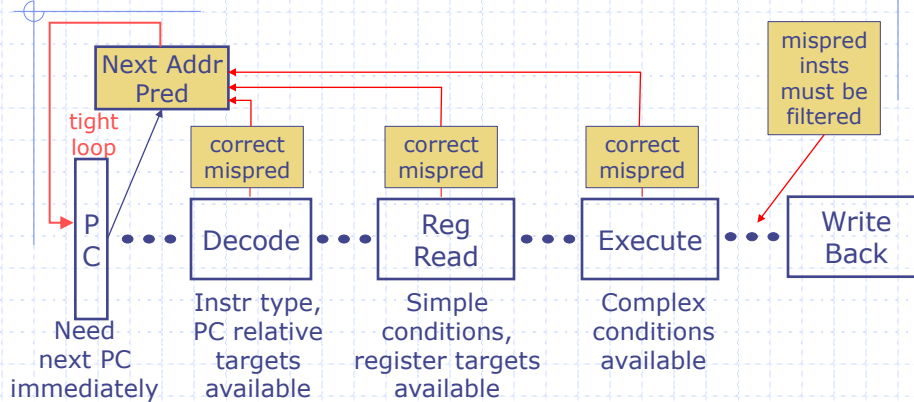 Next Addr
Pred
tight
loop
P
C
Need
next PC
immediately
correct
mispred
Decode
Instr type,
PC relative
targets
available
correct
mispred
Reg
Read
Simple
conditions,
register targets
available
correct
mispred
Execute
Complex
conditions
available
mispred
insts
must be
filtered
Write
Back